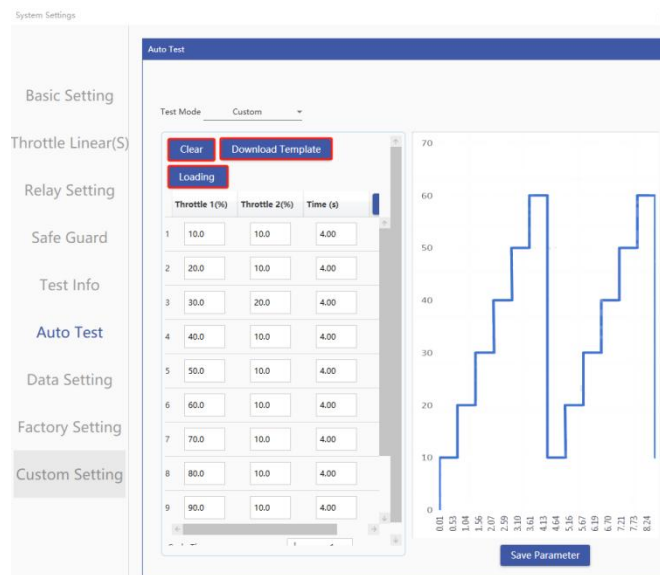 System Settings
Auto Test
Basic Setting
Throttle Linear(S)
Relay Setting
Safe Guard
Test Info
Auto Test
Data Setting
Factory Setting
Custom Setting
Test Mode Custom
Clear Download Template
Loading
Throttle 1(%) Throttle 2(%) Time (s)
1 10.0 10.0 4.00
2 20.0 10.0 4.00
3 30.0 20.0 4.00
4 40.0 10.0 4.00
5 50.0 10.0 4.00
6 60.0 10.0 4.00
7 70.0 10.0 4.00
8 80.0 10.0 4.00
9 90.0 10.0 4.00
70
60
50
40
30
20
10
0
0.01 0.53 1.04 1.56 2.07 2.59 3.10 3.61 4.13 4.64 5.16 5.67 6.19 6.70 7.21 7.73 8.24
Save Parameter